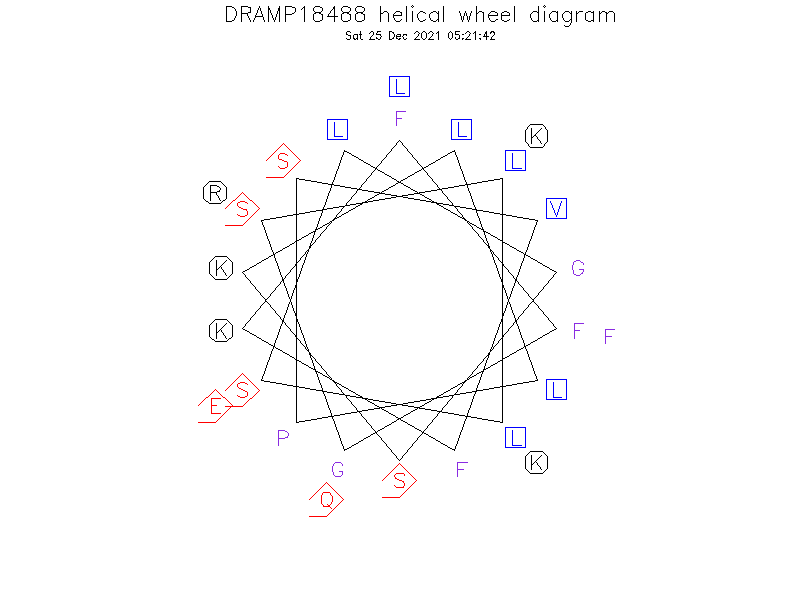 DRAMP18488 helical wheel diagram
Sat 25 Dec 2021 05:21:42
L
F
L
L
K
S
L
R
S
V
K
G
K
F
F
S
L
E
P
L
K
G
F
S
Q